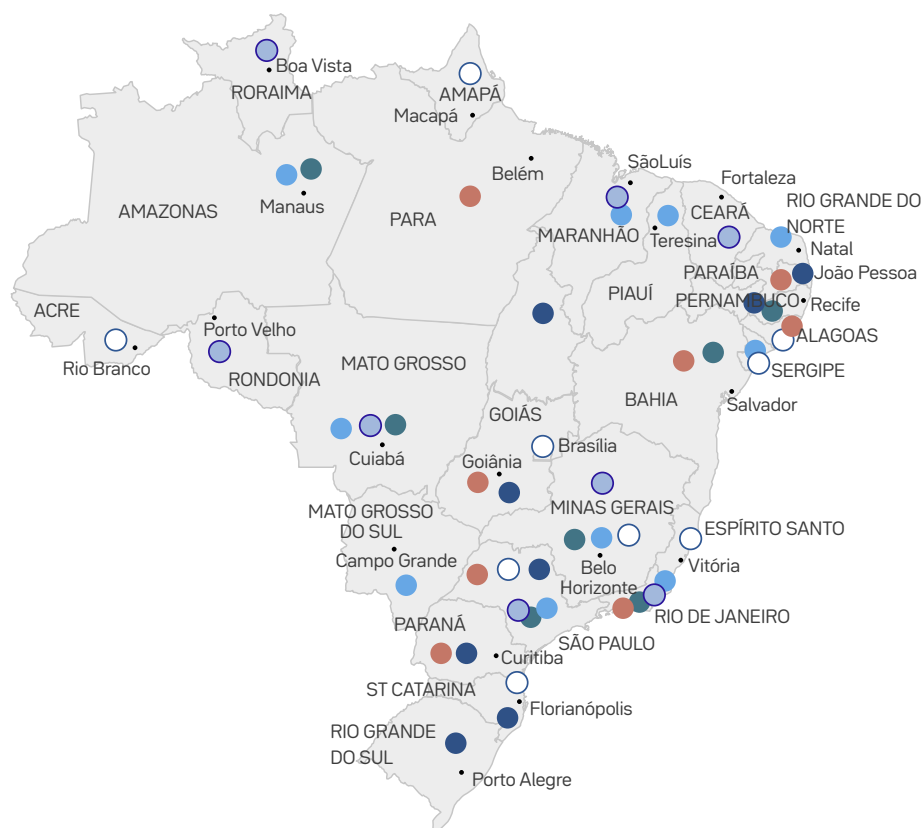 Boa Vista
RORAIMA
AMAPÁ
Macapá
SãoLuís
Belém
Fortaleza
RIO GRANDE DO
NORTE
AMAZONAS
Manaus
PARA
MARANHÃO
Teresina
CEARÁ
Natal
PARAÍBA
João Pessoa
PIAUÍ
PERNAMBUCO
Recife
ACRE
Porto Velho
Rio Branco
RONDONIA
MATO GROSSO
ALAGOAS
SERGIPE
BAHIA
Salvador
GOIÁS
Brasília
Cuiabá
Goiânia
MINAS GERAIS
MATO GROSSO
DO SUL
Campo Grande
ESPÍRITO SANTO
Belo
Horizonte
Vitória
PARANÁ
RIO DE JANEIRO
SÃO PAULO
Curitiba
ST CATARINA
Florianópolis
RIO GRANDE
DO SUL
Porto Alegre